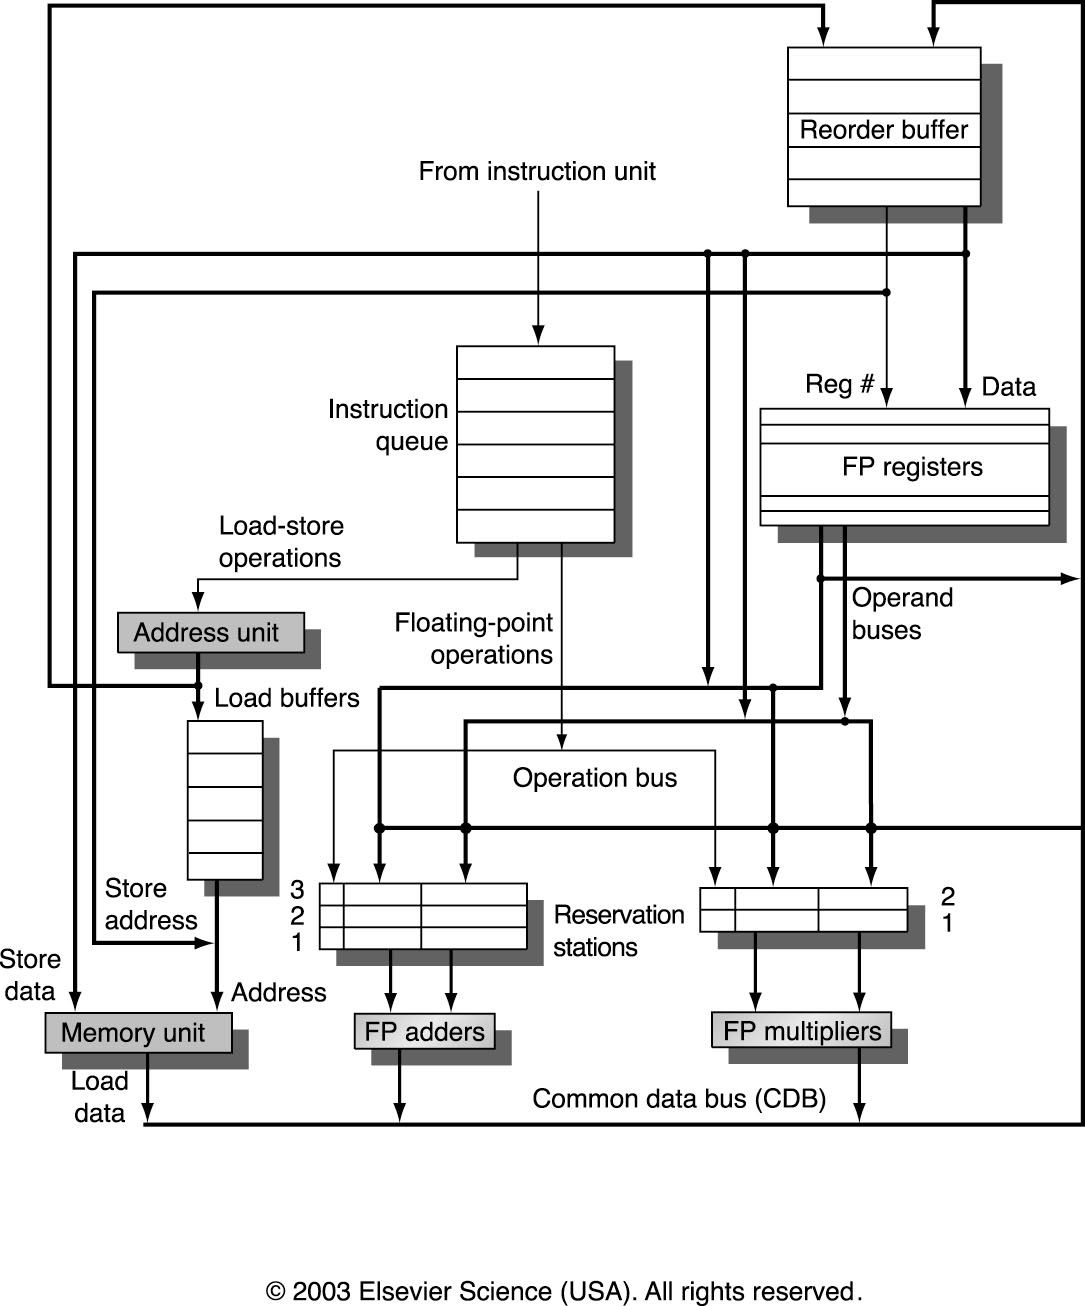 Reorder buffer
From instruction unit
Reg #
Data
Instruction
queue
FP registers
Load-store
operations
Operand
buses
Address unit
Floating-point
operations
Load buffers
Operation bus
Store
address
3
2
1
Reservation
stations
2
1
Store
data
Address
Memory unit
FP adders
FP multipliers
Load
data
Common data bus (CDB)
© 2003 Elsevier Science (USA). All rights reserved.